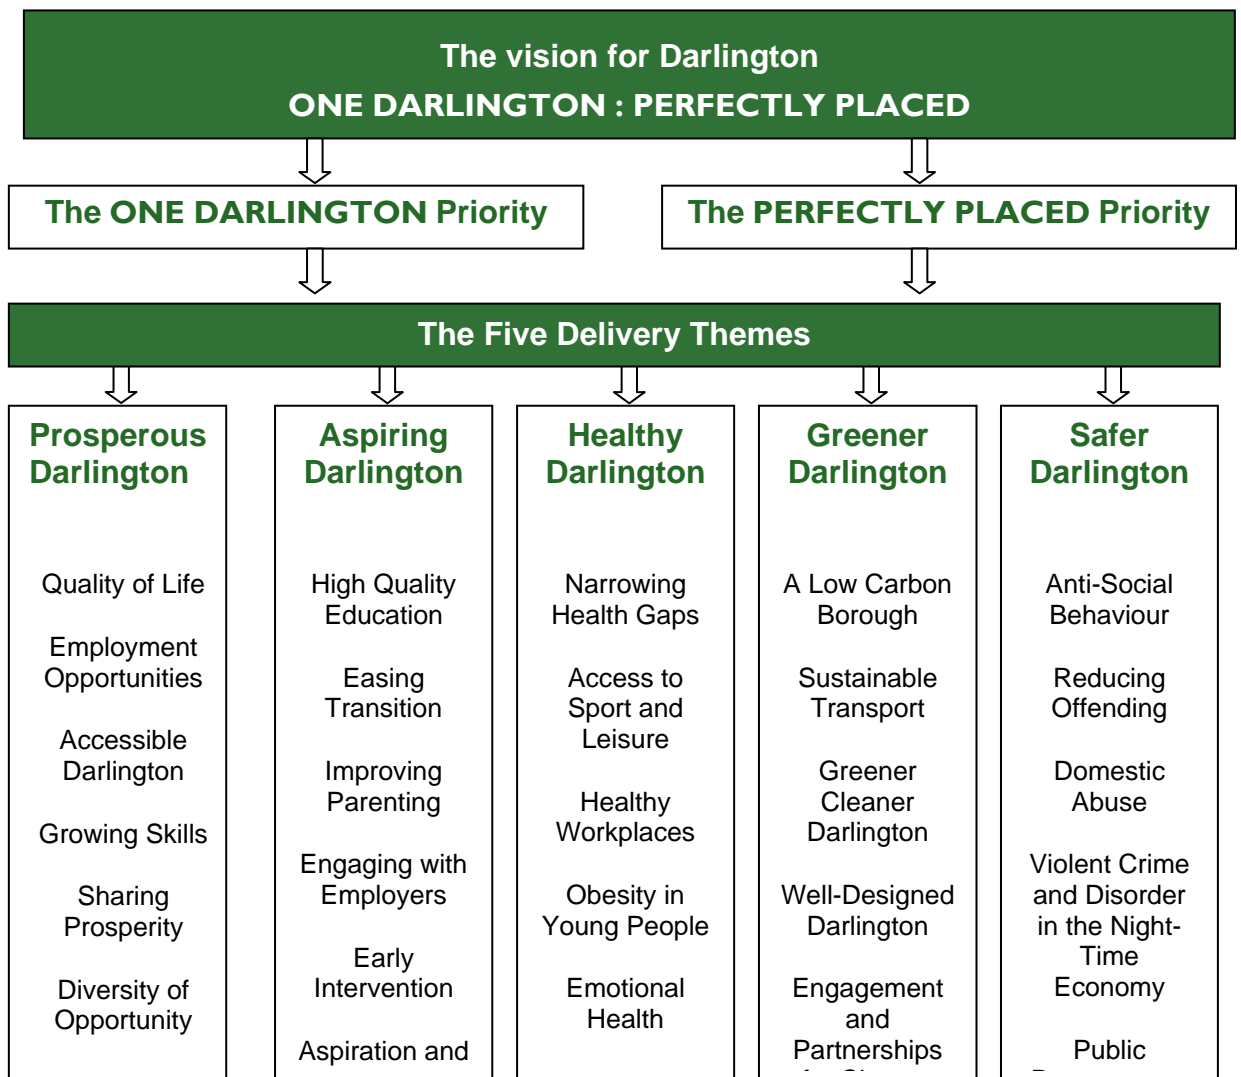 The vision for Darlington
ONE DARLINGTON : PERFECTLY PLACED
The ONE DARLINGTON Priority
The PERFECTLY PLACED Priority
The Five Delivery Themes
Prosperous
Darlington
Quality of Life
Employment
Opportunities
Accessible
Darlington
Growing Skills
Sharing
Prosperity
Diversity of
Opportunity
Aspiring
Darlington
High Quality
Education
Easing
Transition
Improving
Parenting
Engaging with
Employers
Early
Intervention
Aspiration and
Healthy
Darlington
Narrowing
Health Gaps
Access to
Sport and
Leisure
Healthy
Workplaces
Obesity in
Young People
Emotional
Health
Greener
Darlington
A Low Carbon
Borough
Sustainable
Transport
Greener
Cleaner
Darlington
Well-Designed
Darlington
Engagement
and
Partnerships
Safer
Darlington
Anti-Social
Behaviour
Reducing
Offending
Domestic
Abuse
Violent Crime
and Disorder
in the Night-
Time
Economy
Public